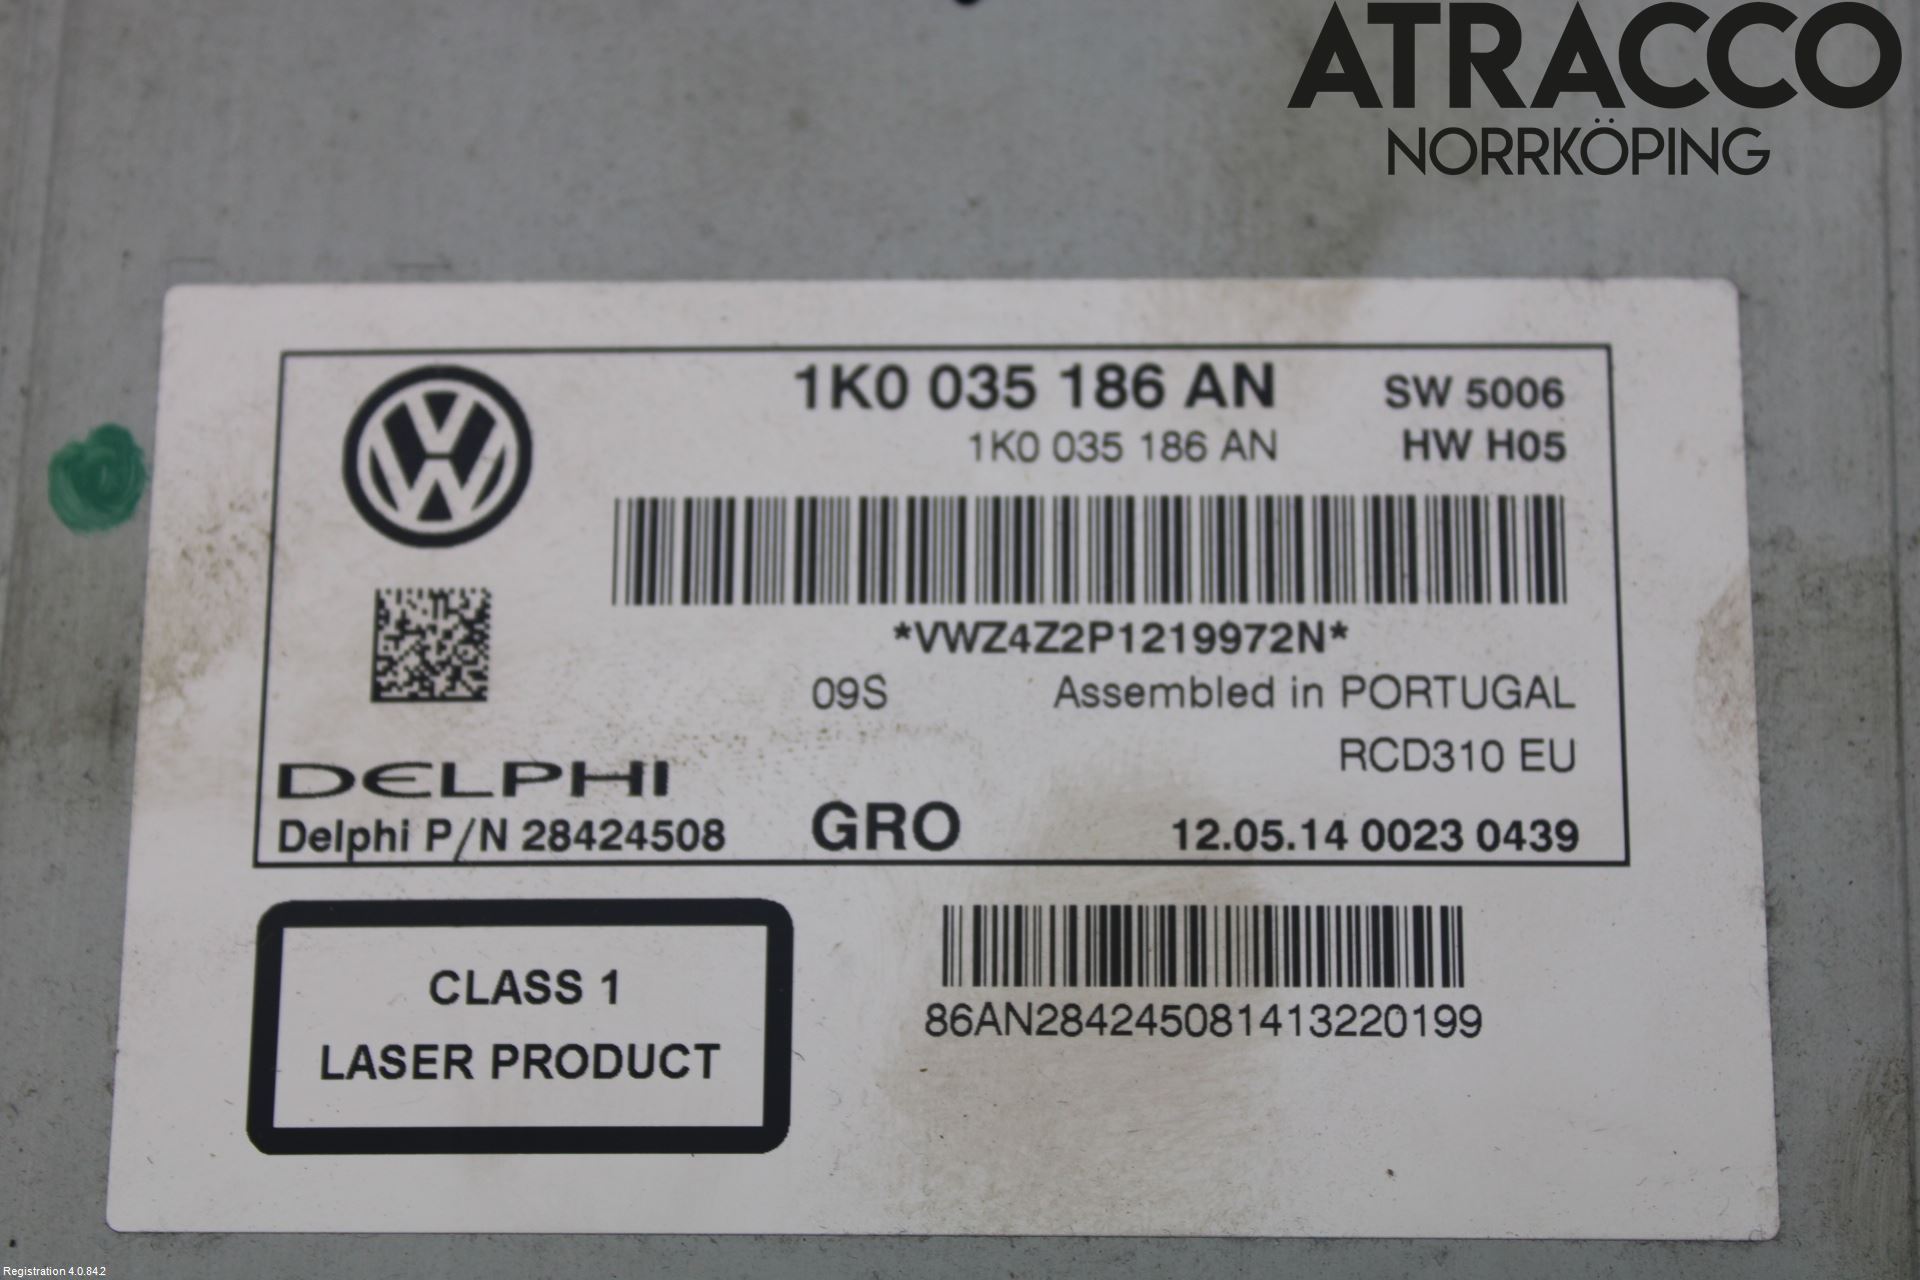 ATRACCO
NORRKÖPING
1K0 035 186 AN SW 5006
1K0 035 186 AN HW H05
*VWZ4Z2P1219972N*
09S Assembled in PORTUGAL
RCD310 EU
DELPHI
Delphi P/N 28424508 GRO 12.05.14 0023 0439
CLASS 1
LASER PRODUCT
86AN284245081413220199
Registration 4.0.84.2